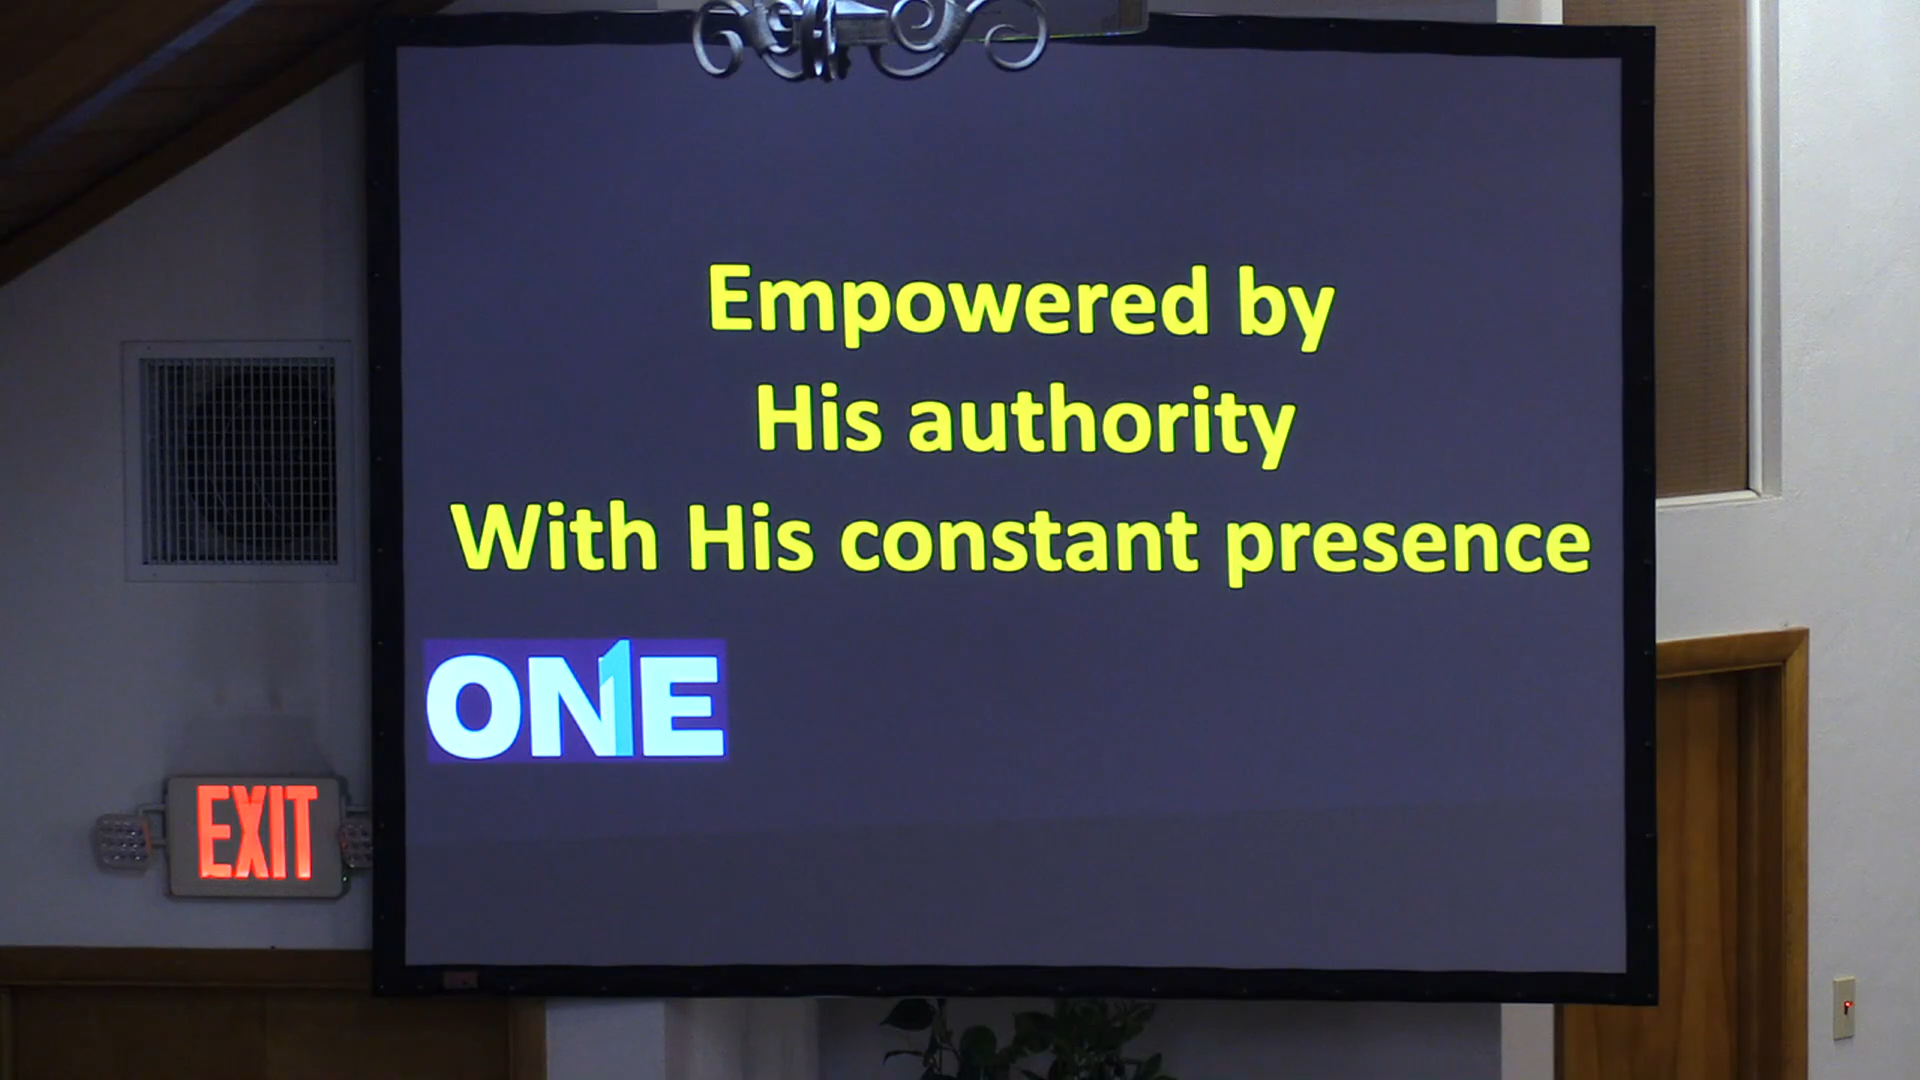 Empowered by
His authority
With His constant presence
ONE
EXIT